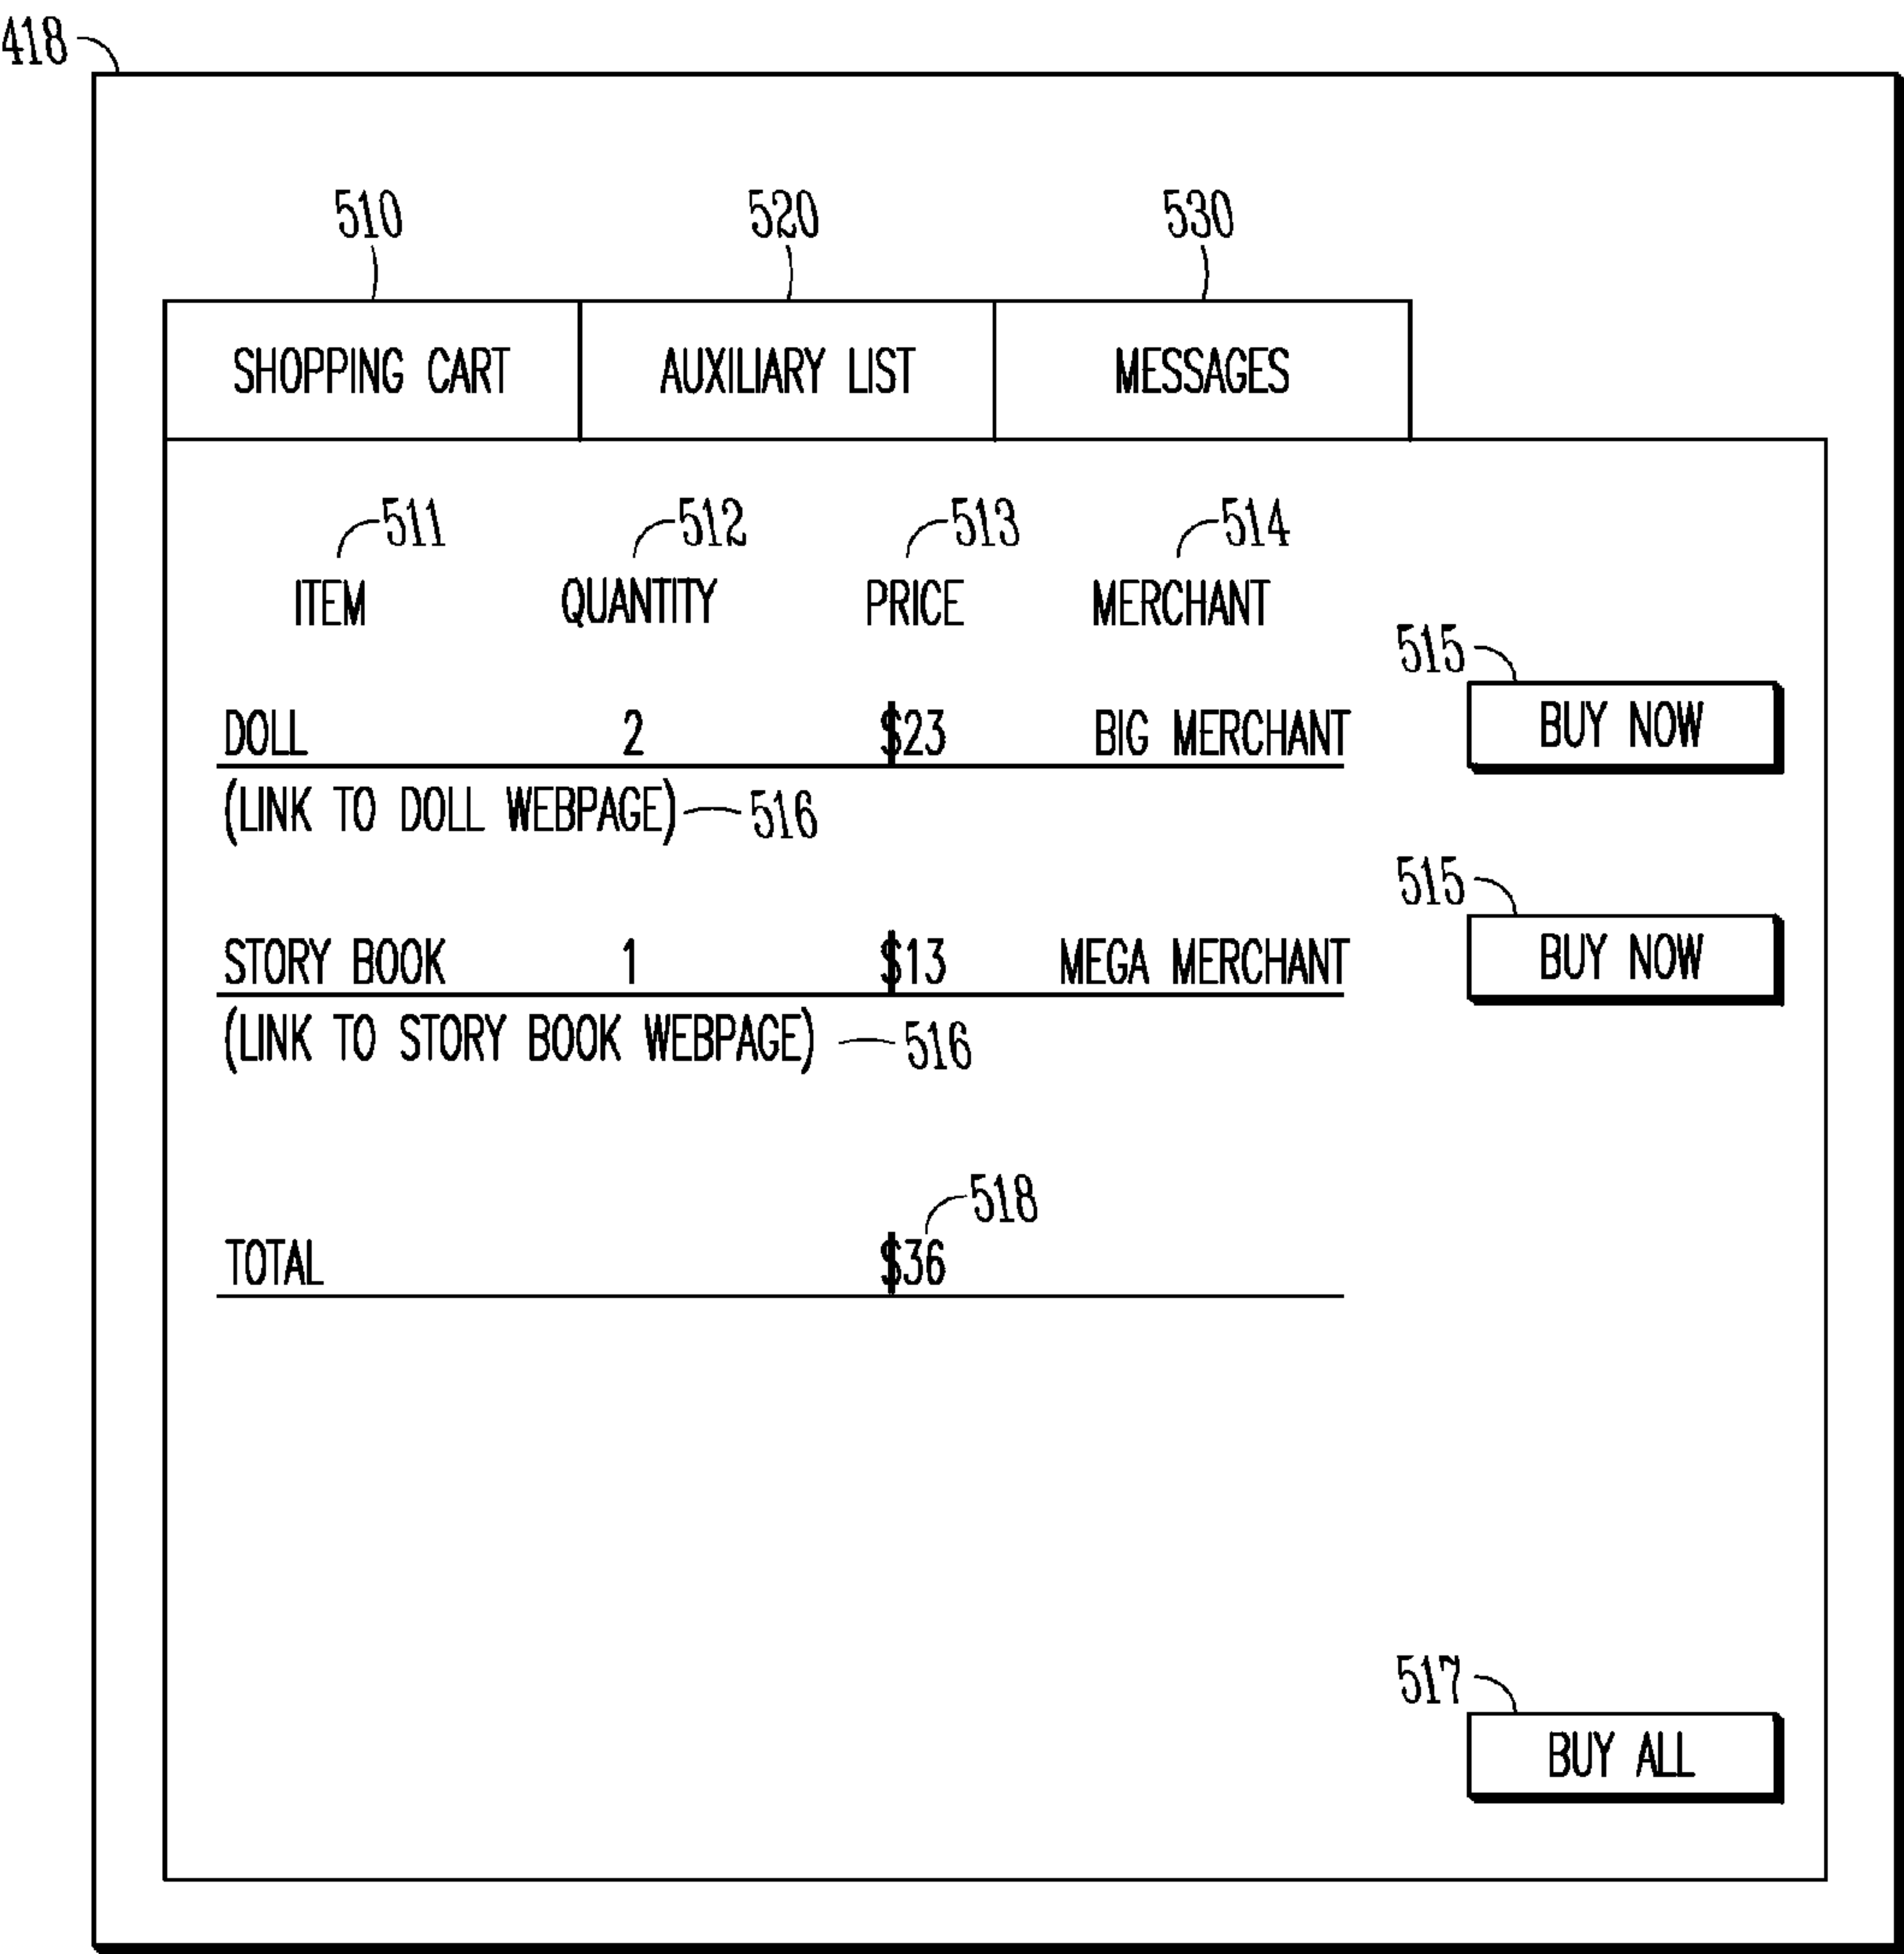 418
510 520 530
SHOPPING CART AUXILIARY LIST MESSAGES
511 512 513 514
ITEM QUANTITY PRICE MERCHANT
515
DOLL 2 $23 BIG MERCHANT BUY NOW
(LINK TO DOLL WEBPAGE) 516
515
STORY BOOK 1 $13 MEGA MERCHANT BUY NOW
(LINK TO STORY BOOK WEBPAGE) 516
518
TOTAL $36
517
BUY ALL